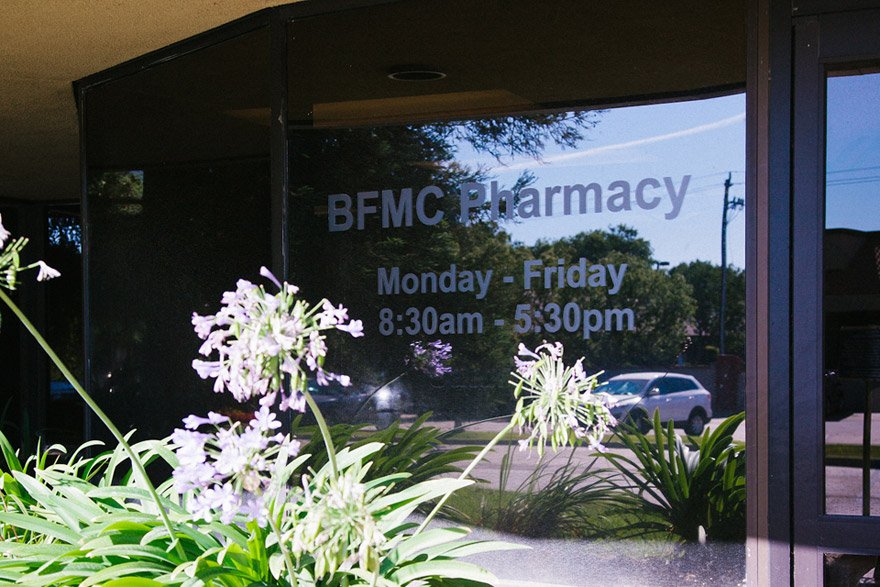 BFMC Pharmacy
Monday - Friday
8:30am - 5:30pm